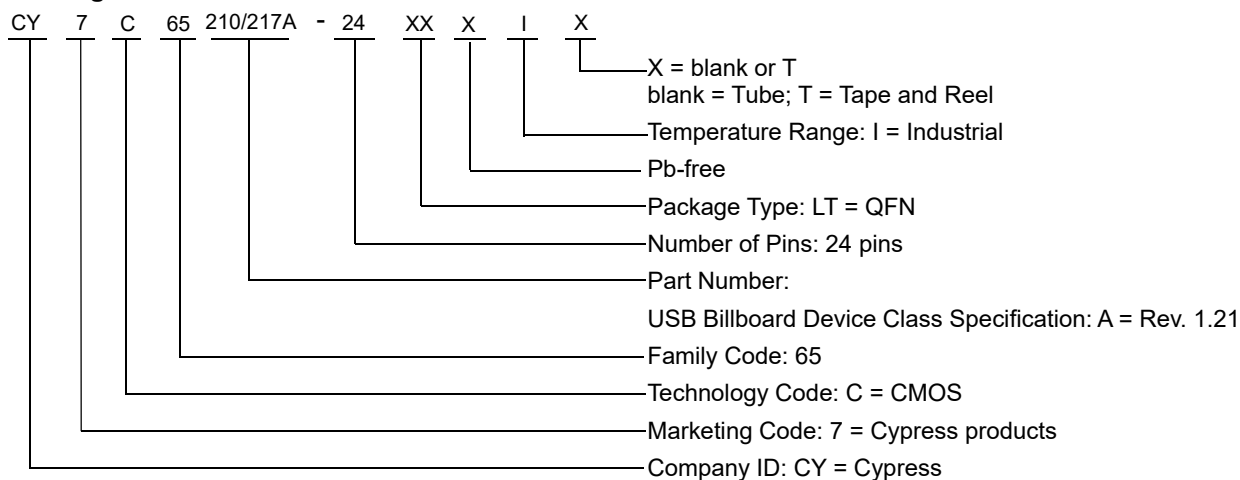 CY 7 C 65 210/217A - 24 XX X I X
X = blank or T
blank = Tube; T = Tape and Reel
Temperature Range: I = Industrial
Pb-free
Package Type: LT = QFN
Number of Pins: 24 pins
Part Number:
USB Billboard Device Class Specification: A = Rev. 1.21
Family Code: 65
Technology Code: C = CMOS
Marketing Code: 7 = Cypress products
Company ID: CY = Cypress